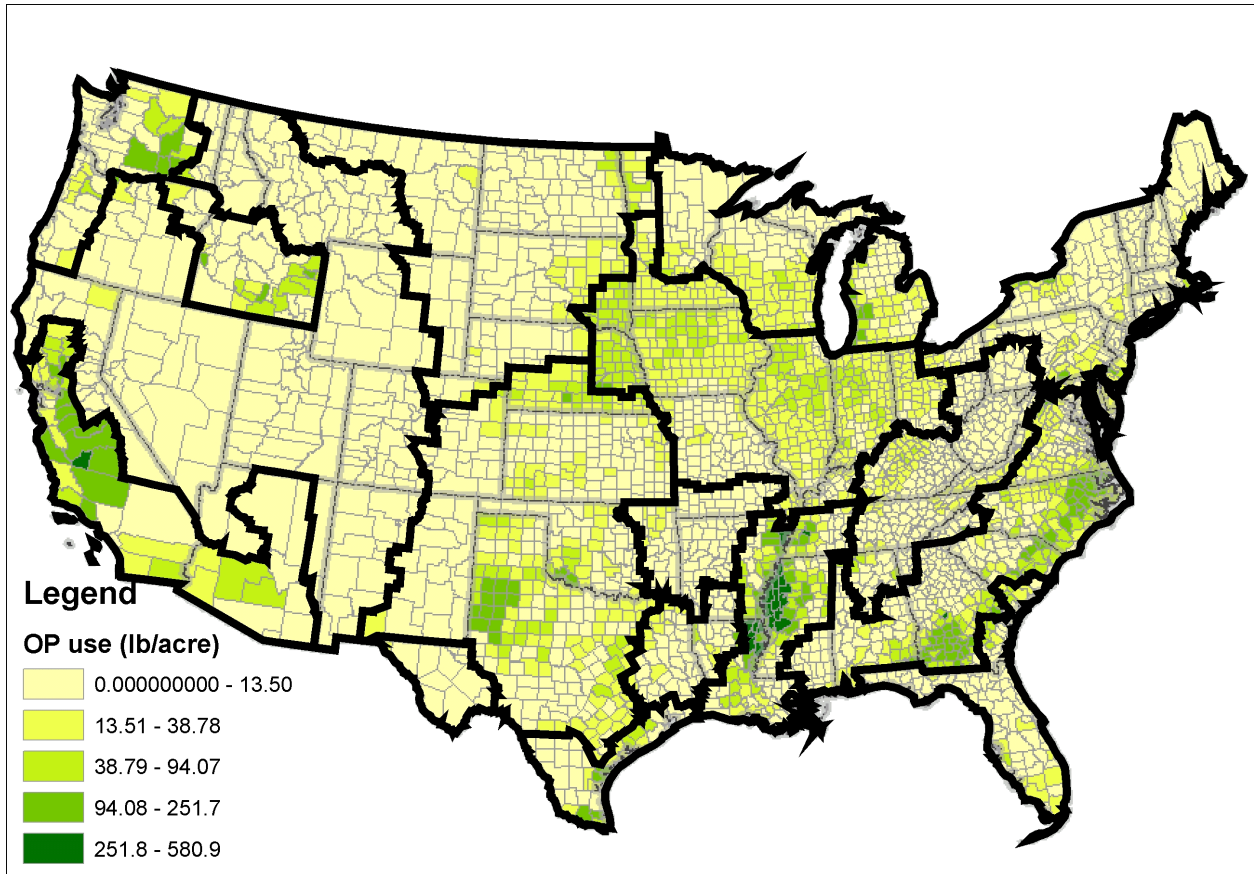 Legend
OP use (lb/acre)
0.000000000 - 13.50
13.51 - 38.78
38.79 - 94.07
94.08 - 251.7
251.8 - 580.9